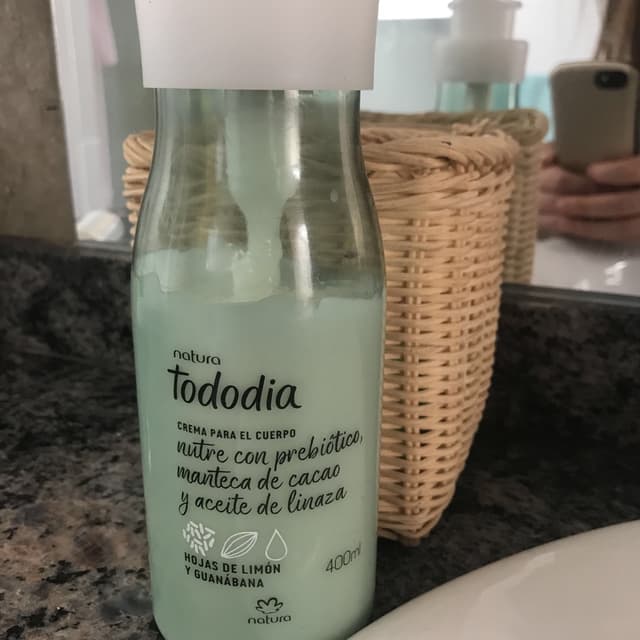 natura
tododia
CREMA PARA EL CUERPO
nutre con prebiótico,
manteca de cacao
y aceite de linaza
HOJAS DE LIMÓN
Y GUANÁBANA
400ml
natura